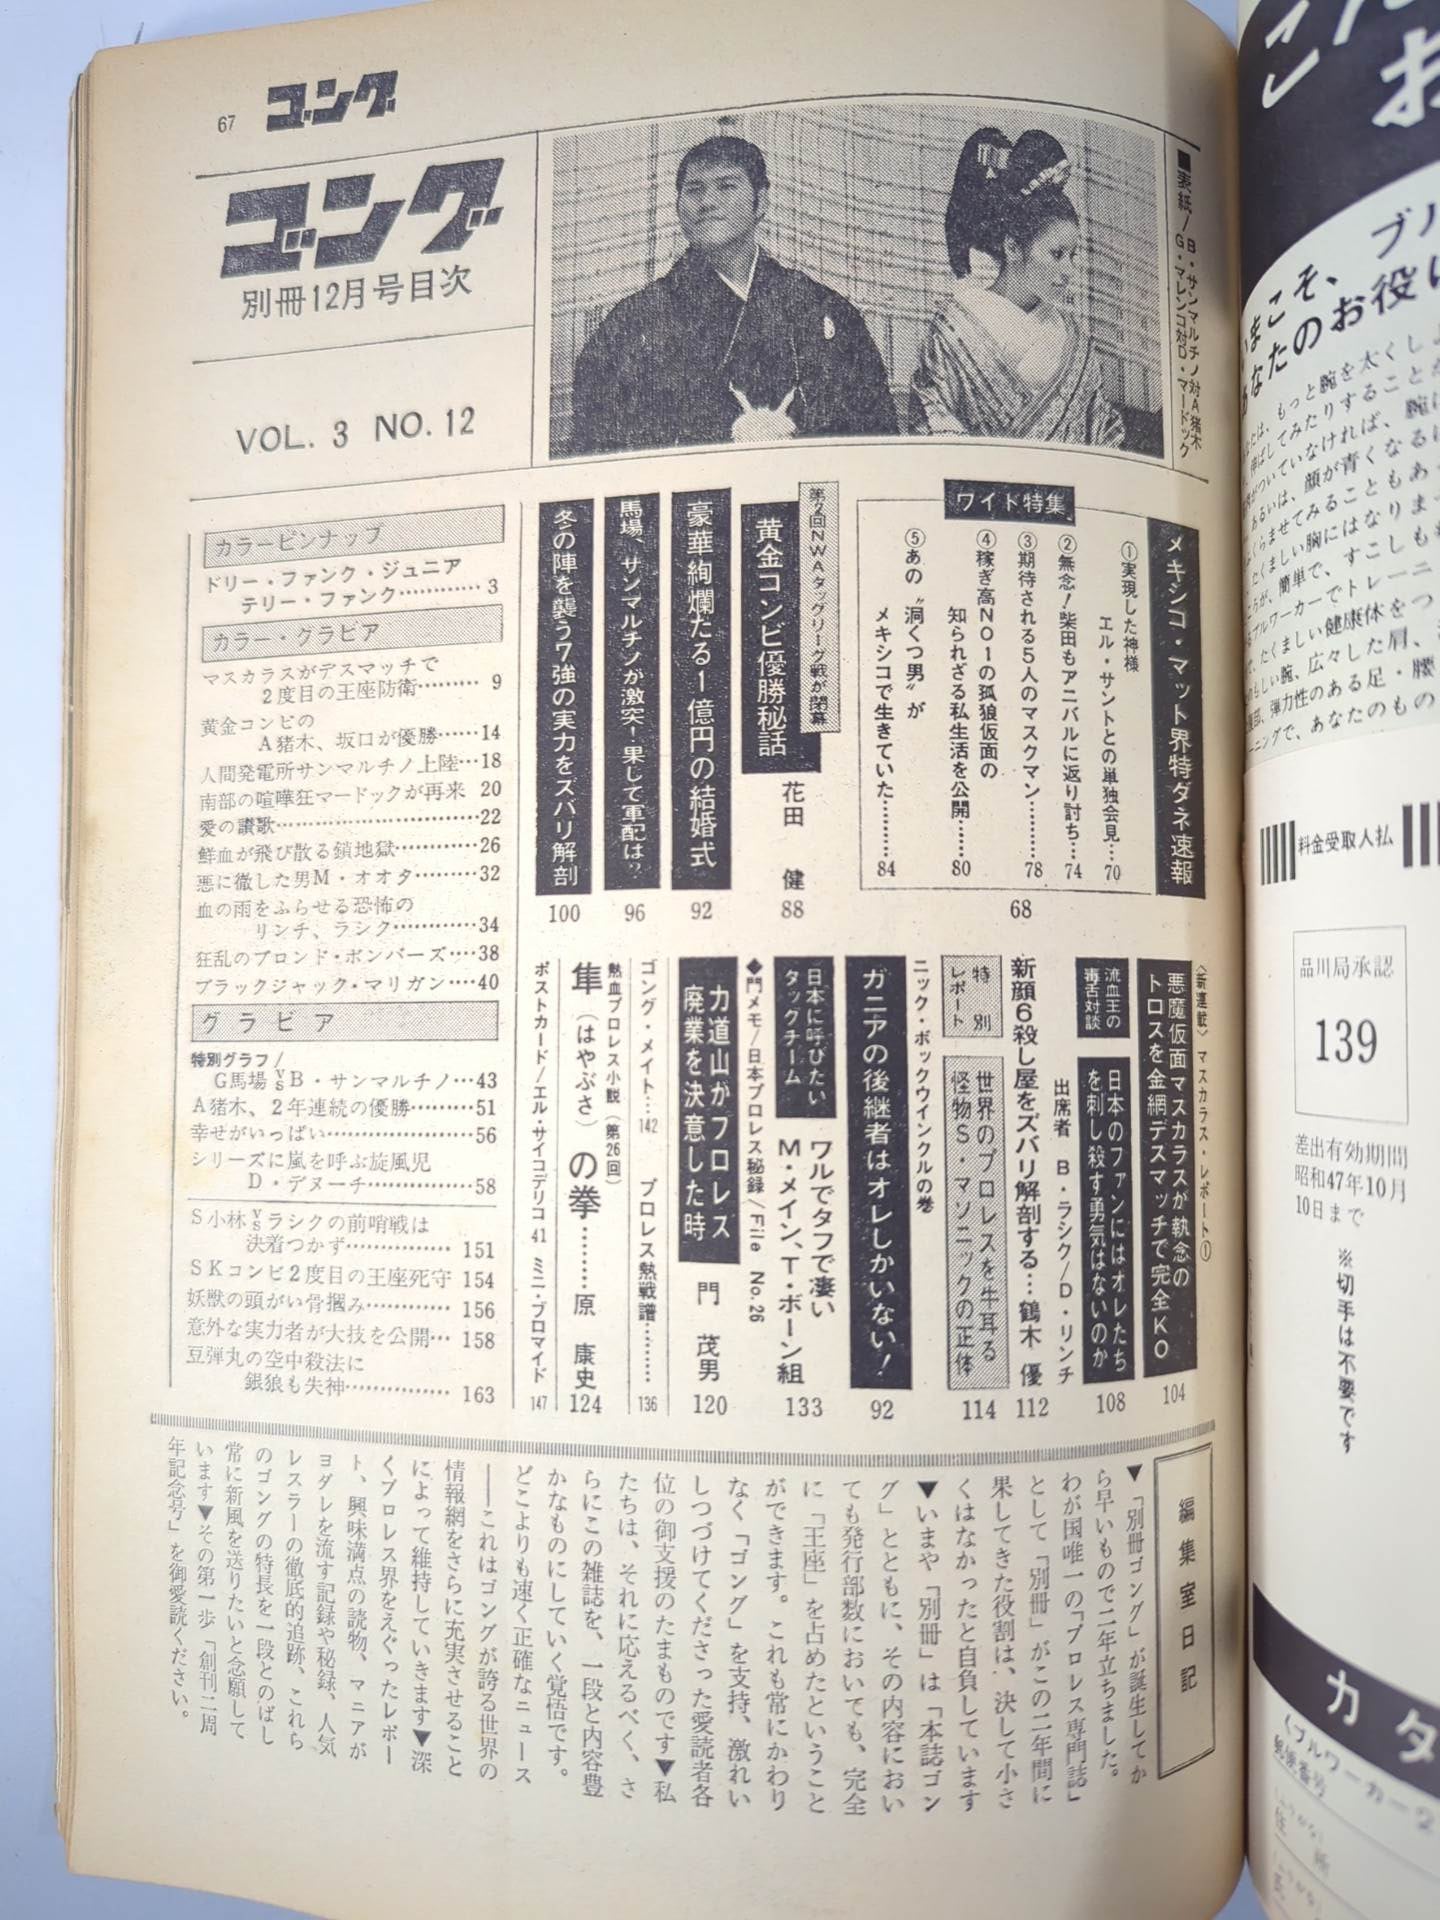 67 ゴング
ゴング
別冊12月号目次
VOL. 3 NO. 12
■表紙/B・サンマルチノ対A猪木
G・マレンコ対D・マードック
カラーピンナップ
ドリー・ファンク・ジュニア
テリー・ファンク…………3
カラー・グラビア
マスカラスがデスマッチで
2度目の王座防衛………9
黄金コンビの
A猪木、坂口が優勝……14
人間発電所サンマルチノ上陸…18
南部の喧嘩狂マードックが再来 20
愛の讃歌……………………22
鮮血が飛び散る鎖地獄…………26
悪に徹した男M・オオタ………32
血の雨をふらせる恐怖の
リンチ、ラシク…………34
狂乱のブロンド・ボンバーズ…38
ブラックジャック・マリガン…40
グラビア
特別グラフ/
G馬場VSB・サンマルチノ…43
A猪木、2年連続の優勝………51
幸せがいっぱい………………56
シリーズに嵐を呼ぶ旋風児
D・デヌーチ……………58
S小林VSラシクの前哨戦は
決着つかず…………… 151
SKコンビ2度目の王座死守 154
妖獣の頭がい骨摑み………… 156
意外な実力者が大技を公開… 158
豆弾丸の空中殺法に
銀狼も失神…………… 163
メキシコ・マット界特ダネ速報
68
ワイド特集
①実現した神様
エル・サントとの単独会見…70
②無念！柴田もアニバルに返り討ち…74
③期待される5人のマスクマン………78
④稼ぎ高NO1の孤狼仮面の
知られざる私生活を公開……80
⑤あの〝洞くつ男〟が
メキシコで生きていた………84
第2回NWAタッグリーグ戦が閉幕
黄金コンビ優勝秘話
花田 健
88
豪華絢爛たる1億円の結婚式
92
馬場、サンマルチノが激突！果して軍配は？
96
冬の陣を襲う7強の実力をズバリ解剖
100
〈新連載〉マスカラス・レポート①
悪魔仮面マスカラスが執念の
トロスを金網デスマッチで完全KO
104
流血王の
毒舌対談
日本のファンにはオレたち
を刺し殺す勇気はないのか
出席者 B・ラシク/D・リンチ
108
新顔6殺し屋をズバリ解剖する…鶴木 優
112
特別
レポート
世界のプロレスを牛耳る
怪物S・マソニックの正体
114
ニック・ボックウインクルの巻
ガニアの後継者はオレしかいない！
92
日本に呼びたい
タッグチーム
ワルでタフで凄い
M・メイン、T・ボーン組
133
◆門メモ/日本プロレス秘録/File No.26
力道山がプロレス
廃業を決意した時
門 茂男
120
ゴング・メイト…142 プロレス熱戦譜………136
熱血プロレス小説(第26回)
隼(はやぶさ)の拳………原 康史
124
ポストカード/エル・サイコデリコ 41 ミニ・ブロマイド 147
編集室日記
▼「別冊ゴング」が誕生してか
ら早いもので二年立ちました。
わが国唯一の「プロレス専門誌」
として「別冊」がこの二年間に
果してきた役割は、決して小さ
くはなかったと自負しています
▼いまや「別冊」は「本誌ゴン
グ」とともに、その内容におい
ても発行部数においても、完全
に「王座」を占めたということ
ができます。これも常にかわり
なく「ゴング」を支持、激れい
しつづけてくださった愛読者各
位の御支援のたまものです▼私
たちは、それに応えるべく、さ
らにこの雑誌を、一段と内容豊
かなものにしていく覚悟です。
どこよりも速く正確なニュース
――これはゴングが誇る世界の
情報網をさらに充実させること
によって維持していきます▼深
くプロレス界をえぐったレポー
ト、興味満点の読物、マニアが
ヨダレを流す記録や秘録、人気
レスラーの徹底的追跡、これら
のゴングの特長を一段とのばし
常に新風を送りたいと念願して
います▼その第一歩「創刊二周
年記念号」を御愛読ください。
料金受取人払
品川局承認
139
差出有効期間
昭和47年10月
10日まで
※切手は不要です
カタ